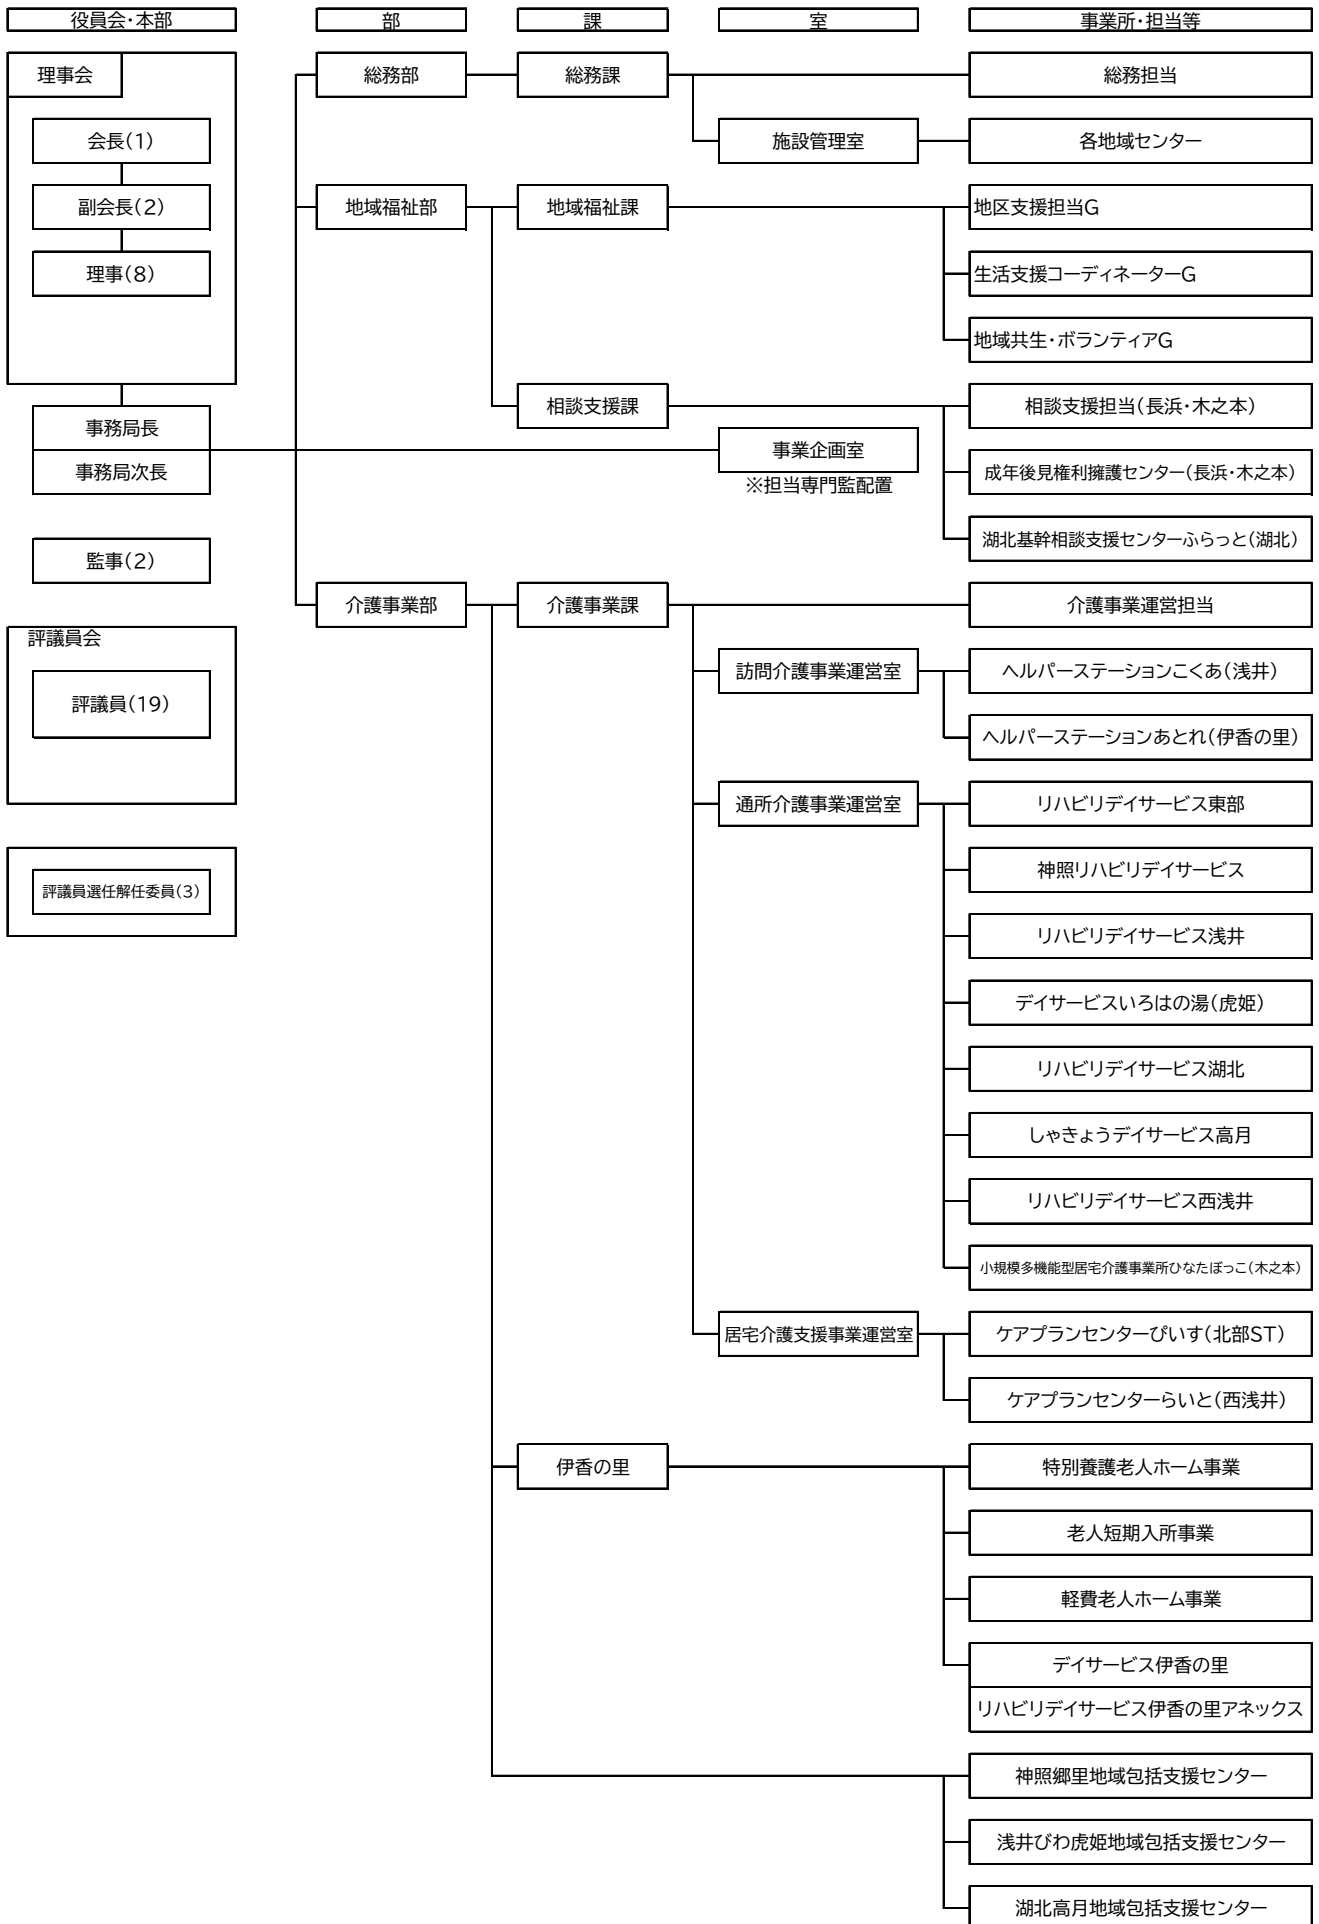 役員会・本部
部
課
室
事業所・担当等
理事会
総務部
総務課
総務担当
会長(1)
施設管理室
各地域センター
副会長(2)
地域福祉部
地域福祉課
地区支援担当G
理事(8)
生活支援コーディネーターG
地域共生・ボランティアG
相談支援課
相談支援担当(長浜・木之本)
事務局長
事業企画室
事務局次長
成年後見権利擁護センター(長浜・木之本)
※担当専門監配置
湖北基幹相談支援センターふらっと(湖北)
監事(2)
介護事業部
介護事業課
介護事業運営担当
評議員会
訪問介護事業運営室
ヘルパーステーションこくあ(浅井)
評議員(19)
ヘルパーステーションあとれ(伊香の里)
通所介護事業運営室
リハビリデイサービス東部
神照リハビリデイサービス
評議員選任解任委員(3)
リハビリデイサービス浅井
デイサービスいろはの湯(虎姫)
リハビリデイサービス湖北
しゃきょうデイサービス高月
リハビリデイサービス西浅井
小規模多機能型居宅介護事業所ひなたぼっこ(木之本)
居宅介護支援事業運営室
ケアプランセンターぴいす(北部ST)
ケアプランセンターらいと(西浅井)
伊香の里
特別養護老人ホーム事業
老人短期入所事業
軽費老人ホーム事業
デイサービス伊香の里
リハビリデイサービス伊香の里アネックス
神照郷里地域包括支援センター
浅井びわ虎姫地域包括支援センター
湖北高月地域包括支援センター